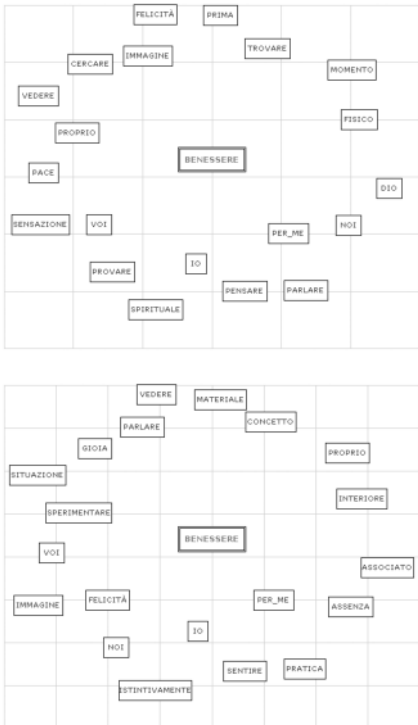 FELICITÀ PRIMA
IMMAGINE TROVARE
CERCARE MOMENTO
VEDERE
FISICO
PROPRIO
BENESSERE
PACE
DIO
SENSAZIONE VOI NOI
PER_ME
IO
PROVARE
PENSARE PARLARE
SPIRITUALE
VEDERE MATERIALE
PARLARE CONCETTO
GIOIA PROPRIO
SITUAZIONE
INTERIORE
SPERIMENTARE
BENESSERE
VOI
ASSOCIATO
IMMAGINE FELICITÀ PER_ME ASSENZA
IO
NOI
SENTIRE PRATICA
ISTINTIVAMENTE